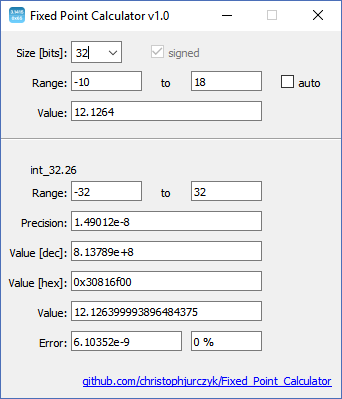 Fixed Point Calculator v1.0
Size [bits]: 32 signed
Range: -10 to 18 auto
Value: 12.1264
int_32.26
Range: -32 to 32
Precision: 1.49012e-8
Value [dec]: 8.13789e+8
Value [hex]: 0x30816f00
Value: 12.126399993896484375
Error: 6.10352e-9 0 %
github.com/christophjurczyk/Fixed_Point_Calculator